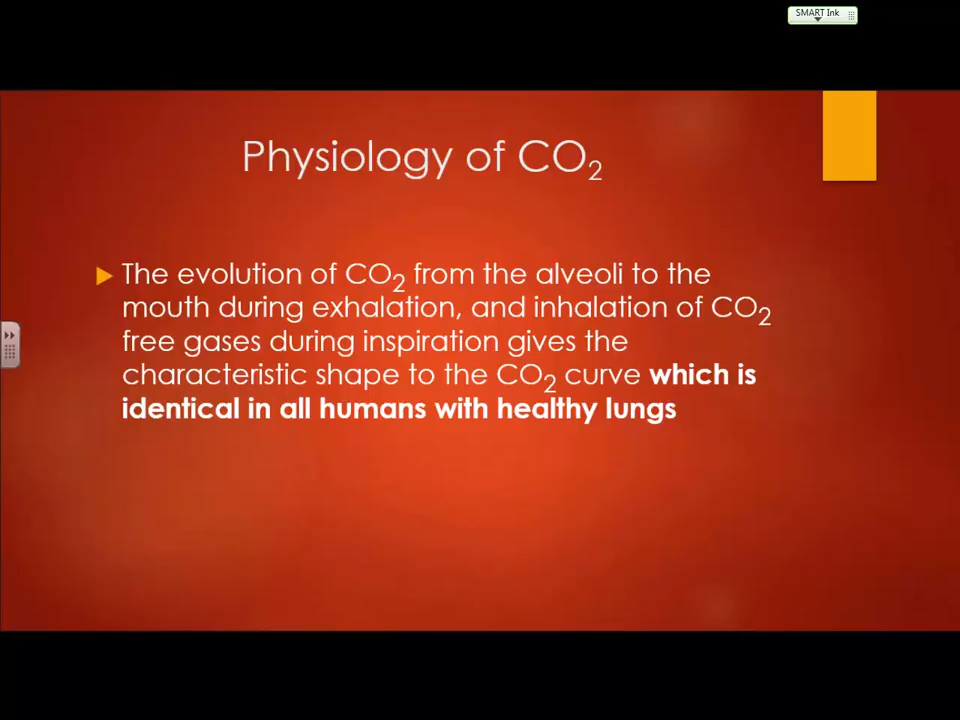 SMART Ink
Physiology of CO₂
The evolution of CO₂ from the alveoli to the
mouth during exhalation, and inhalation of CO₂
free gases during inspiration gives the
characteristic shape to the CO₂ curve which is
identical in all humans with healthy lungs